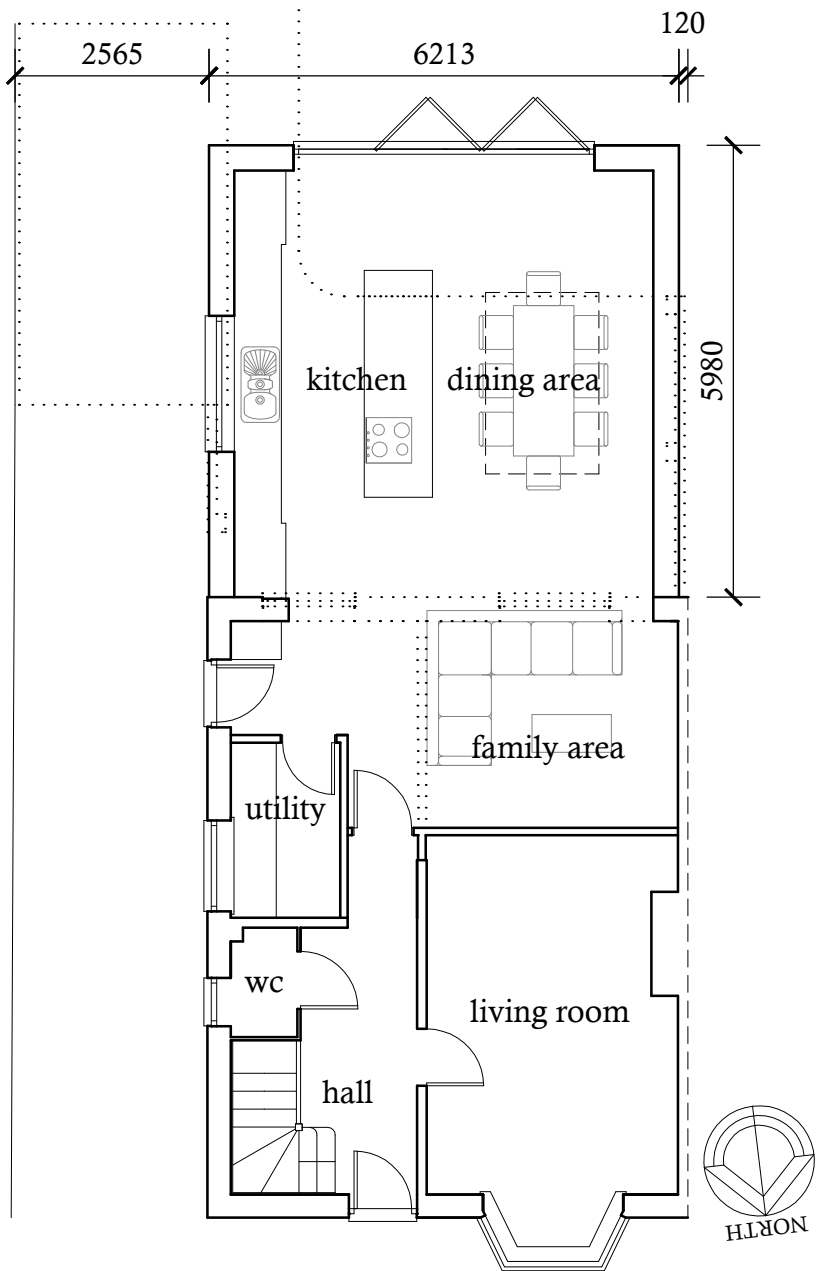 120
2565
6213
5980
kitchen
dining area
family area
utility
wc
living room
hall
NORTH